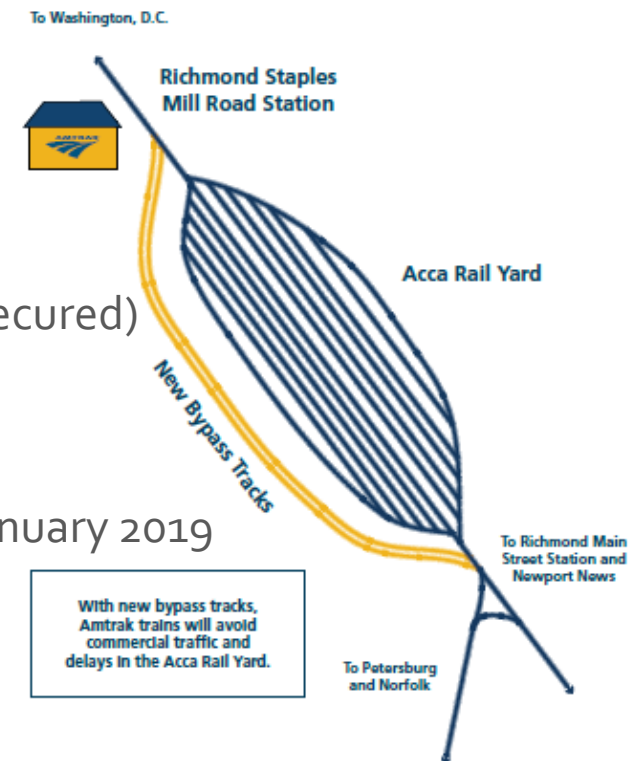 To Washington, D.C.
Richmond Staples
Mill Road Station
AMTRAK
Acca Rail Yard
ecured)
New Bypass Tracks
nuary 2019
To Richmond Main
Street Station and
Newport News
With new bypass tracks,
Amtrak trains will avoid
commercial traffic and
delays in the Acca Rail Yard.
To Petersburg
and Norfolk